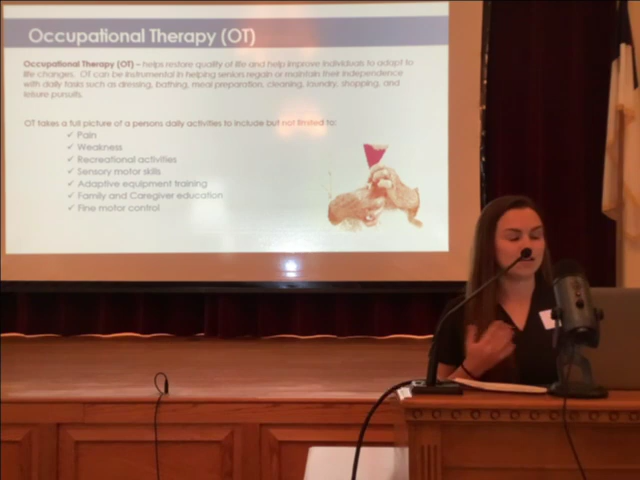 Occupational Therapy (OT)
Occupational Therapy (OT) – helps restore quality of life and help improve individuals to adapt to
life changes. OT can be instrumental in helping seniors regain or maintain their independence
with daily tasks such as dressing, bathing, meal preparation, cleaning, laundry, shopping, and
leisure pursuits.
OT takes a full picture of a persons daily activities to include but not limited to:
✓ Pain
✓ Weakness
✓ Recreational activities
✓ Sensory motor skills
✓ Adaptive equipment training
✓ Family and Caregiver education
✓ Fine motor control